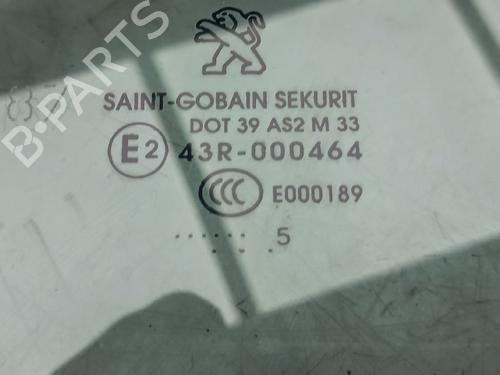 B-PARTS
SAINT-GOBAIN SEKURIT
DOT 39 AS2 M 33
E2 43R-000464
CCC E000189
...... 5